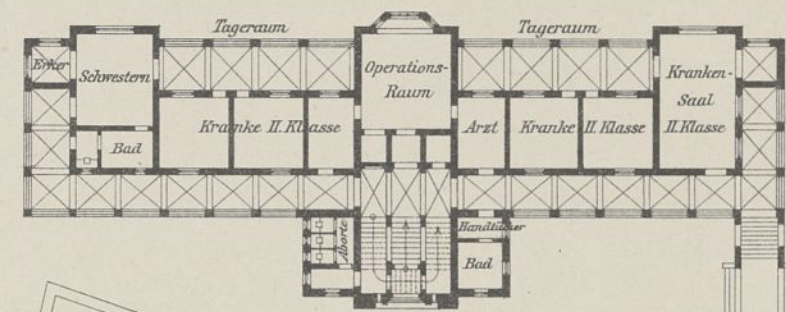 Tageraum
Tageraum
Erker
Schwestern
Operations-
Raum
Kranken-
Saal
II. Klasse
Kranke II. Klasse
Arzt
Kranke II. Klasse
Bad
Aborte
Handtücher
Bad